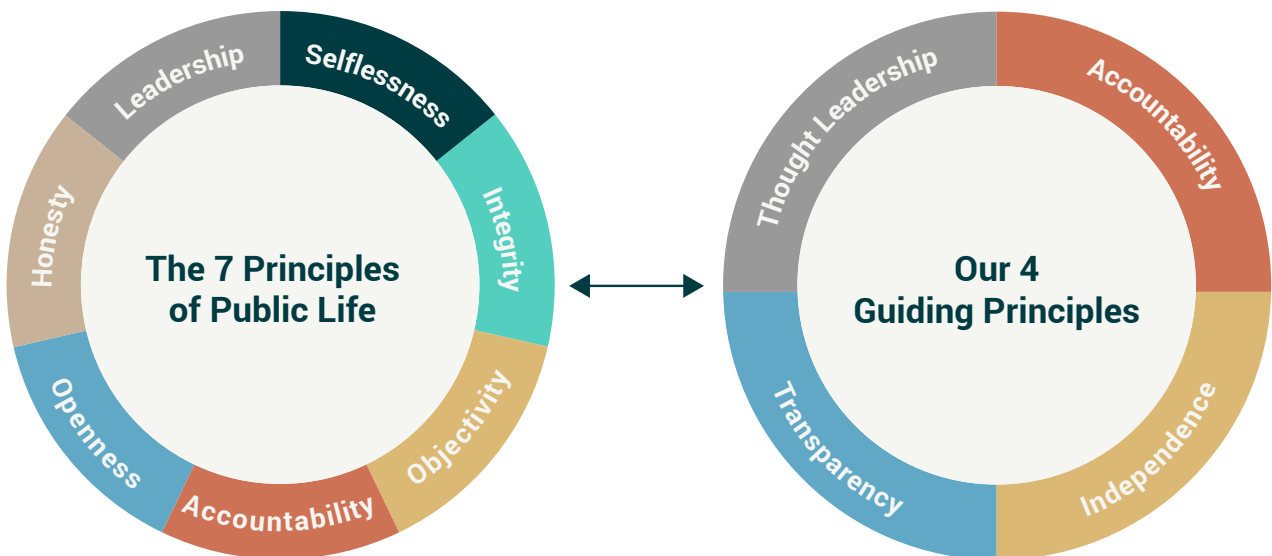 Selflessness
Integrity
Objectivity
Accountability
Openness
Honesty
Leadership
The 7 Principles
of Public Life
Accountability
Independence
Transparency
Thought Leadership
Our 4
Guiding Principles